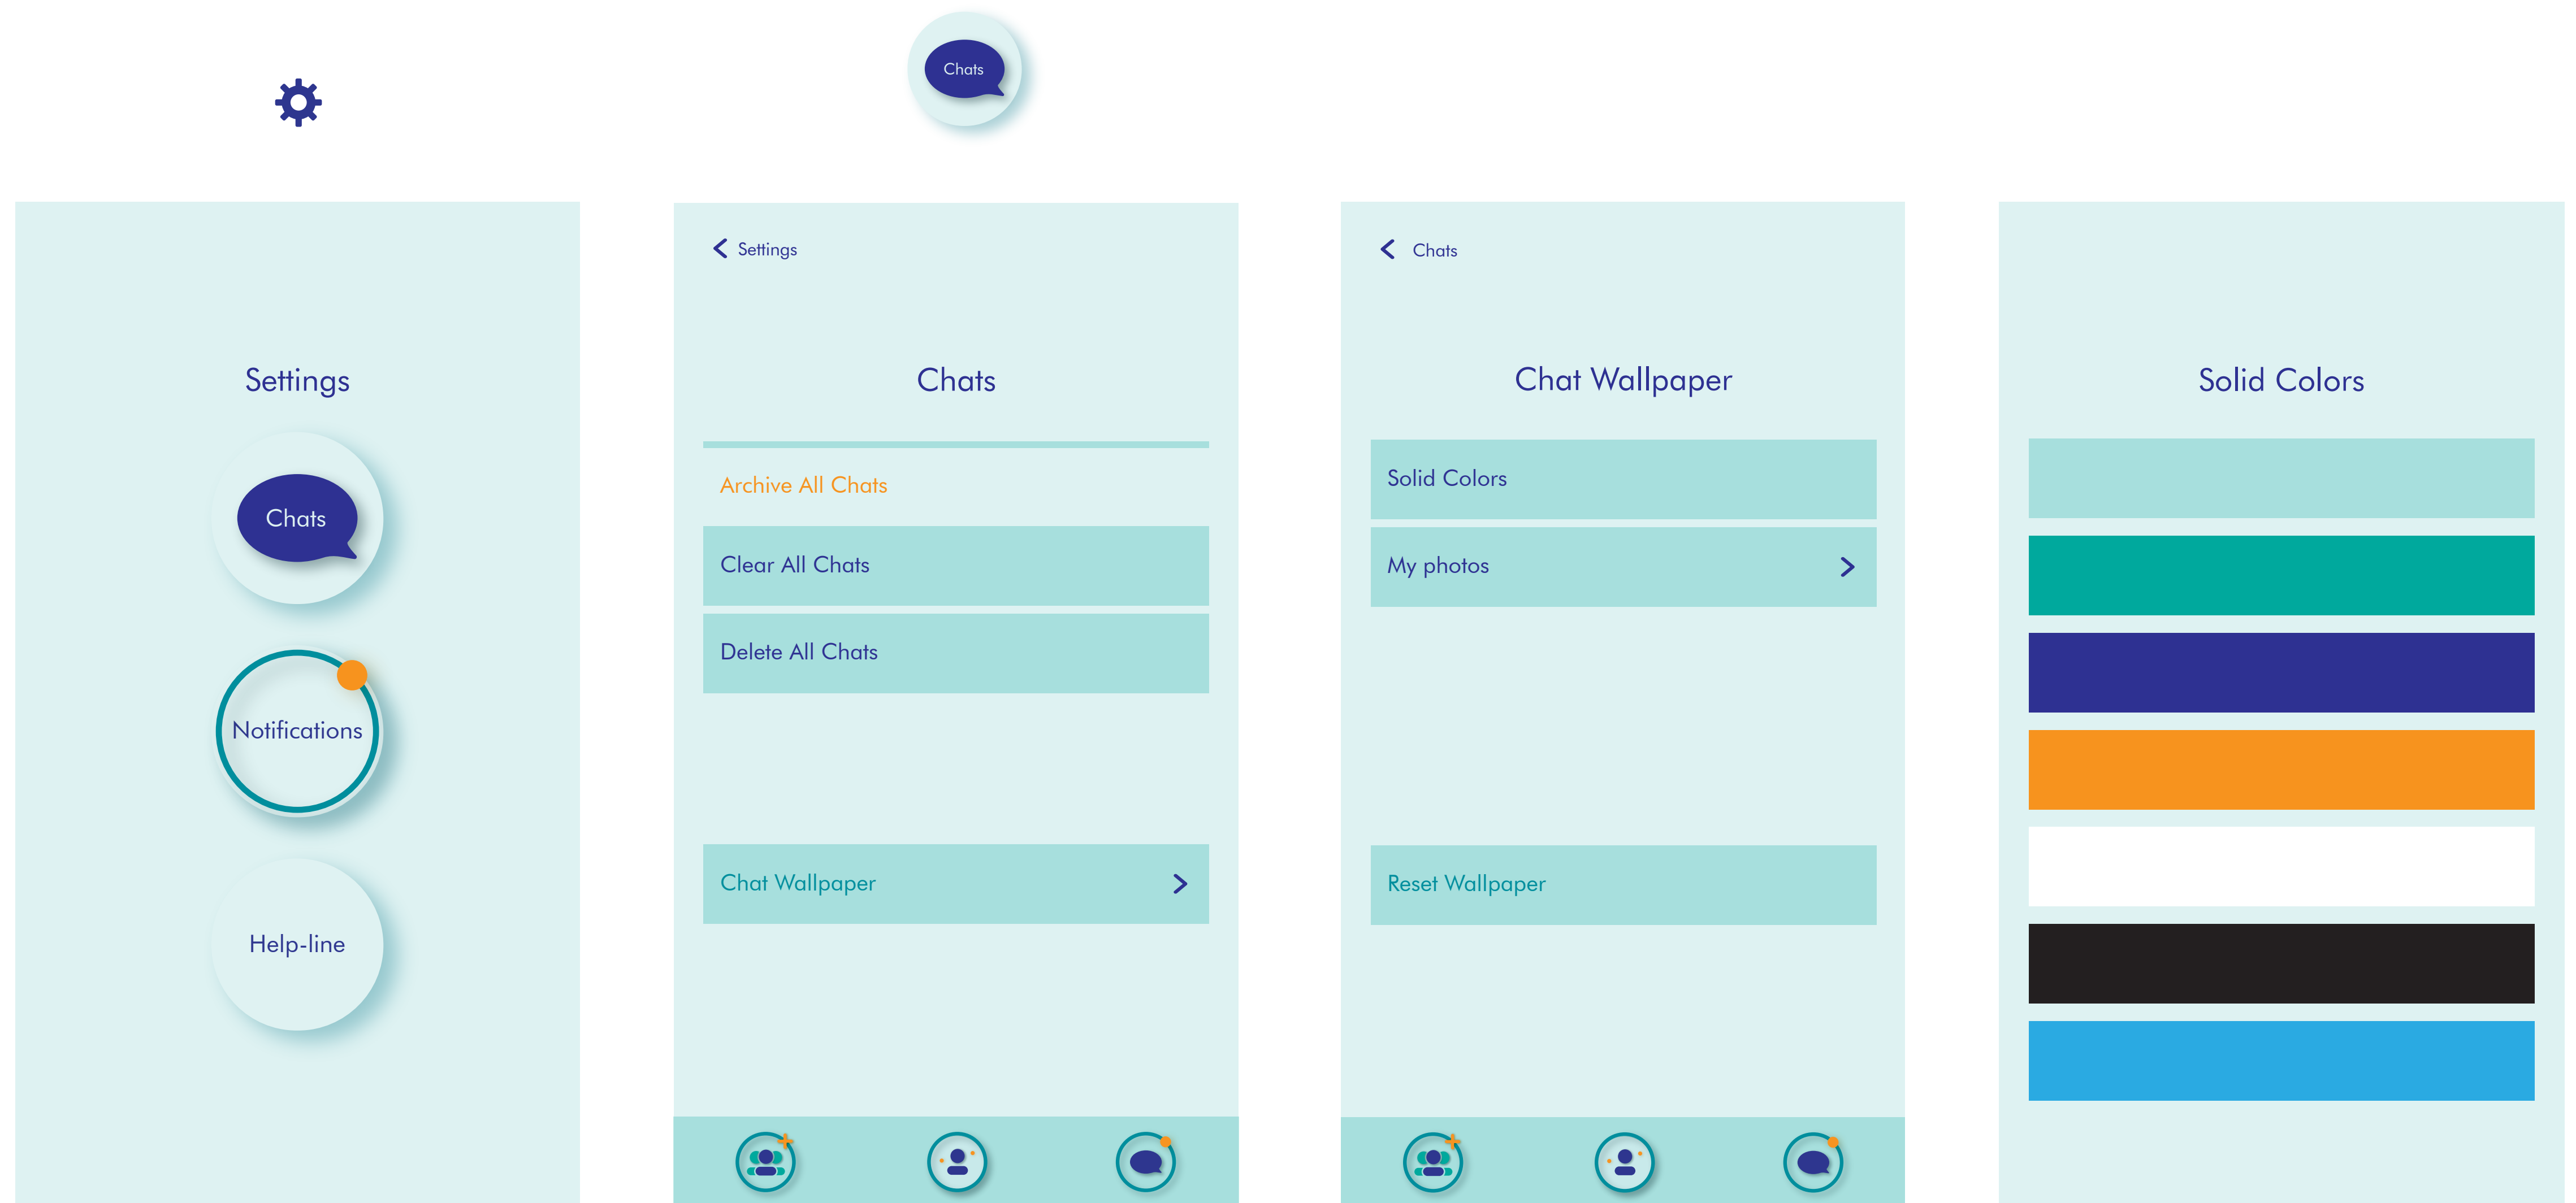 Chats
Settings
Chats
Notifications
Help-line
Settings
Chats
Archive All Chats
Clear All Chats
Delete All Chats
Chat Wallpaper
Chats
Chat Wallpaper
Solid Colors
My photos
Reset Wallpaper
Solid Colors